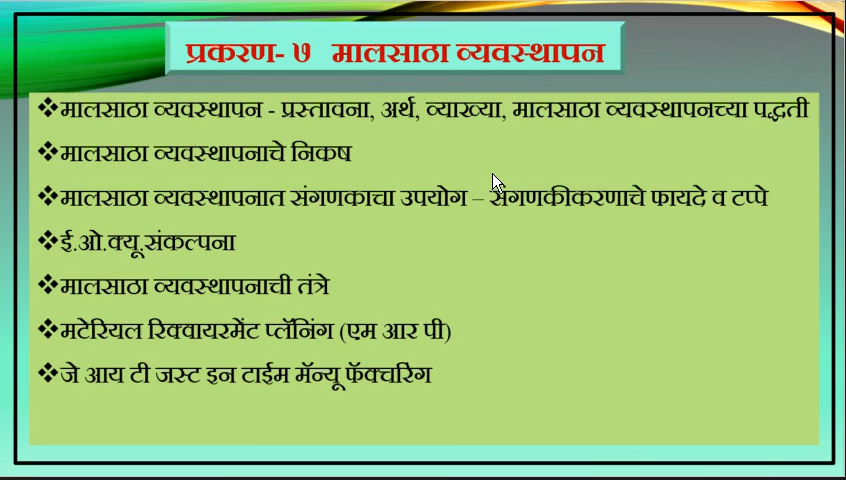 प्रकरण- ७ मालसाठा व्यवस्थापन
❖मालसाठा व्यवस्थापन - प्रस्तावना, अर्थ, व्याख्या, मालसाठा व्यवस्थापनच्या पद्धती
❖मालसाठा व्यवस्थापनाचे निकष
❖मालसाठा व्यवस्थापनात संगणकाचा उपयोग – संगणकीकरणाचे फायदे व टप्पे
❖ई.ओ.क्यू.संकल्पना
❖मालसाठा व्यवस्थापनाची तंत्रे
❖मटेरियल रिक्वायरमेंट प्लॅनिंग (एम आर पी)
❖जे आय टी जस्ट इन टाईम मॅन्यू फॅक्चरिंग